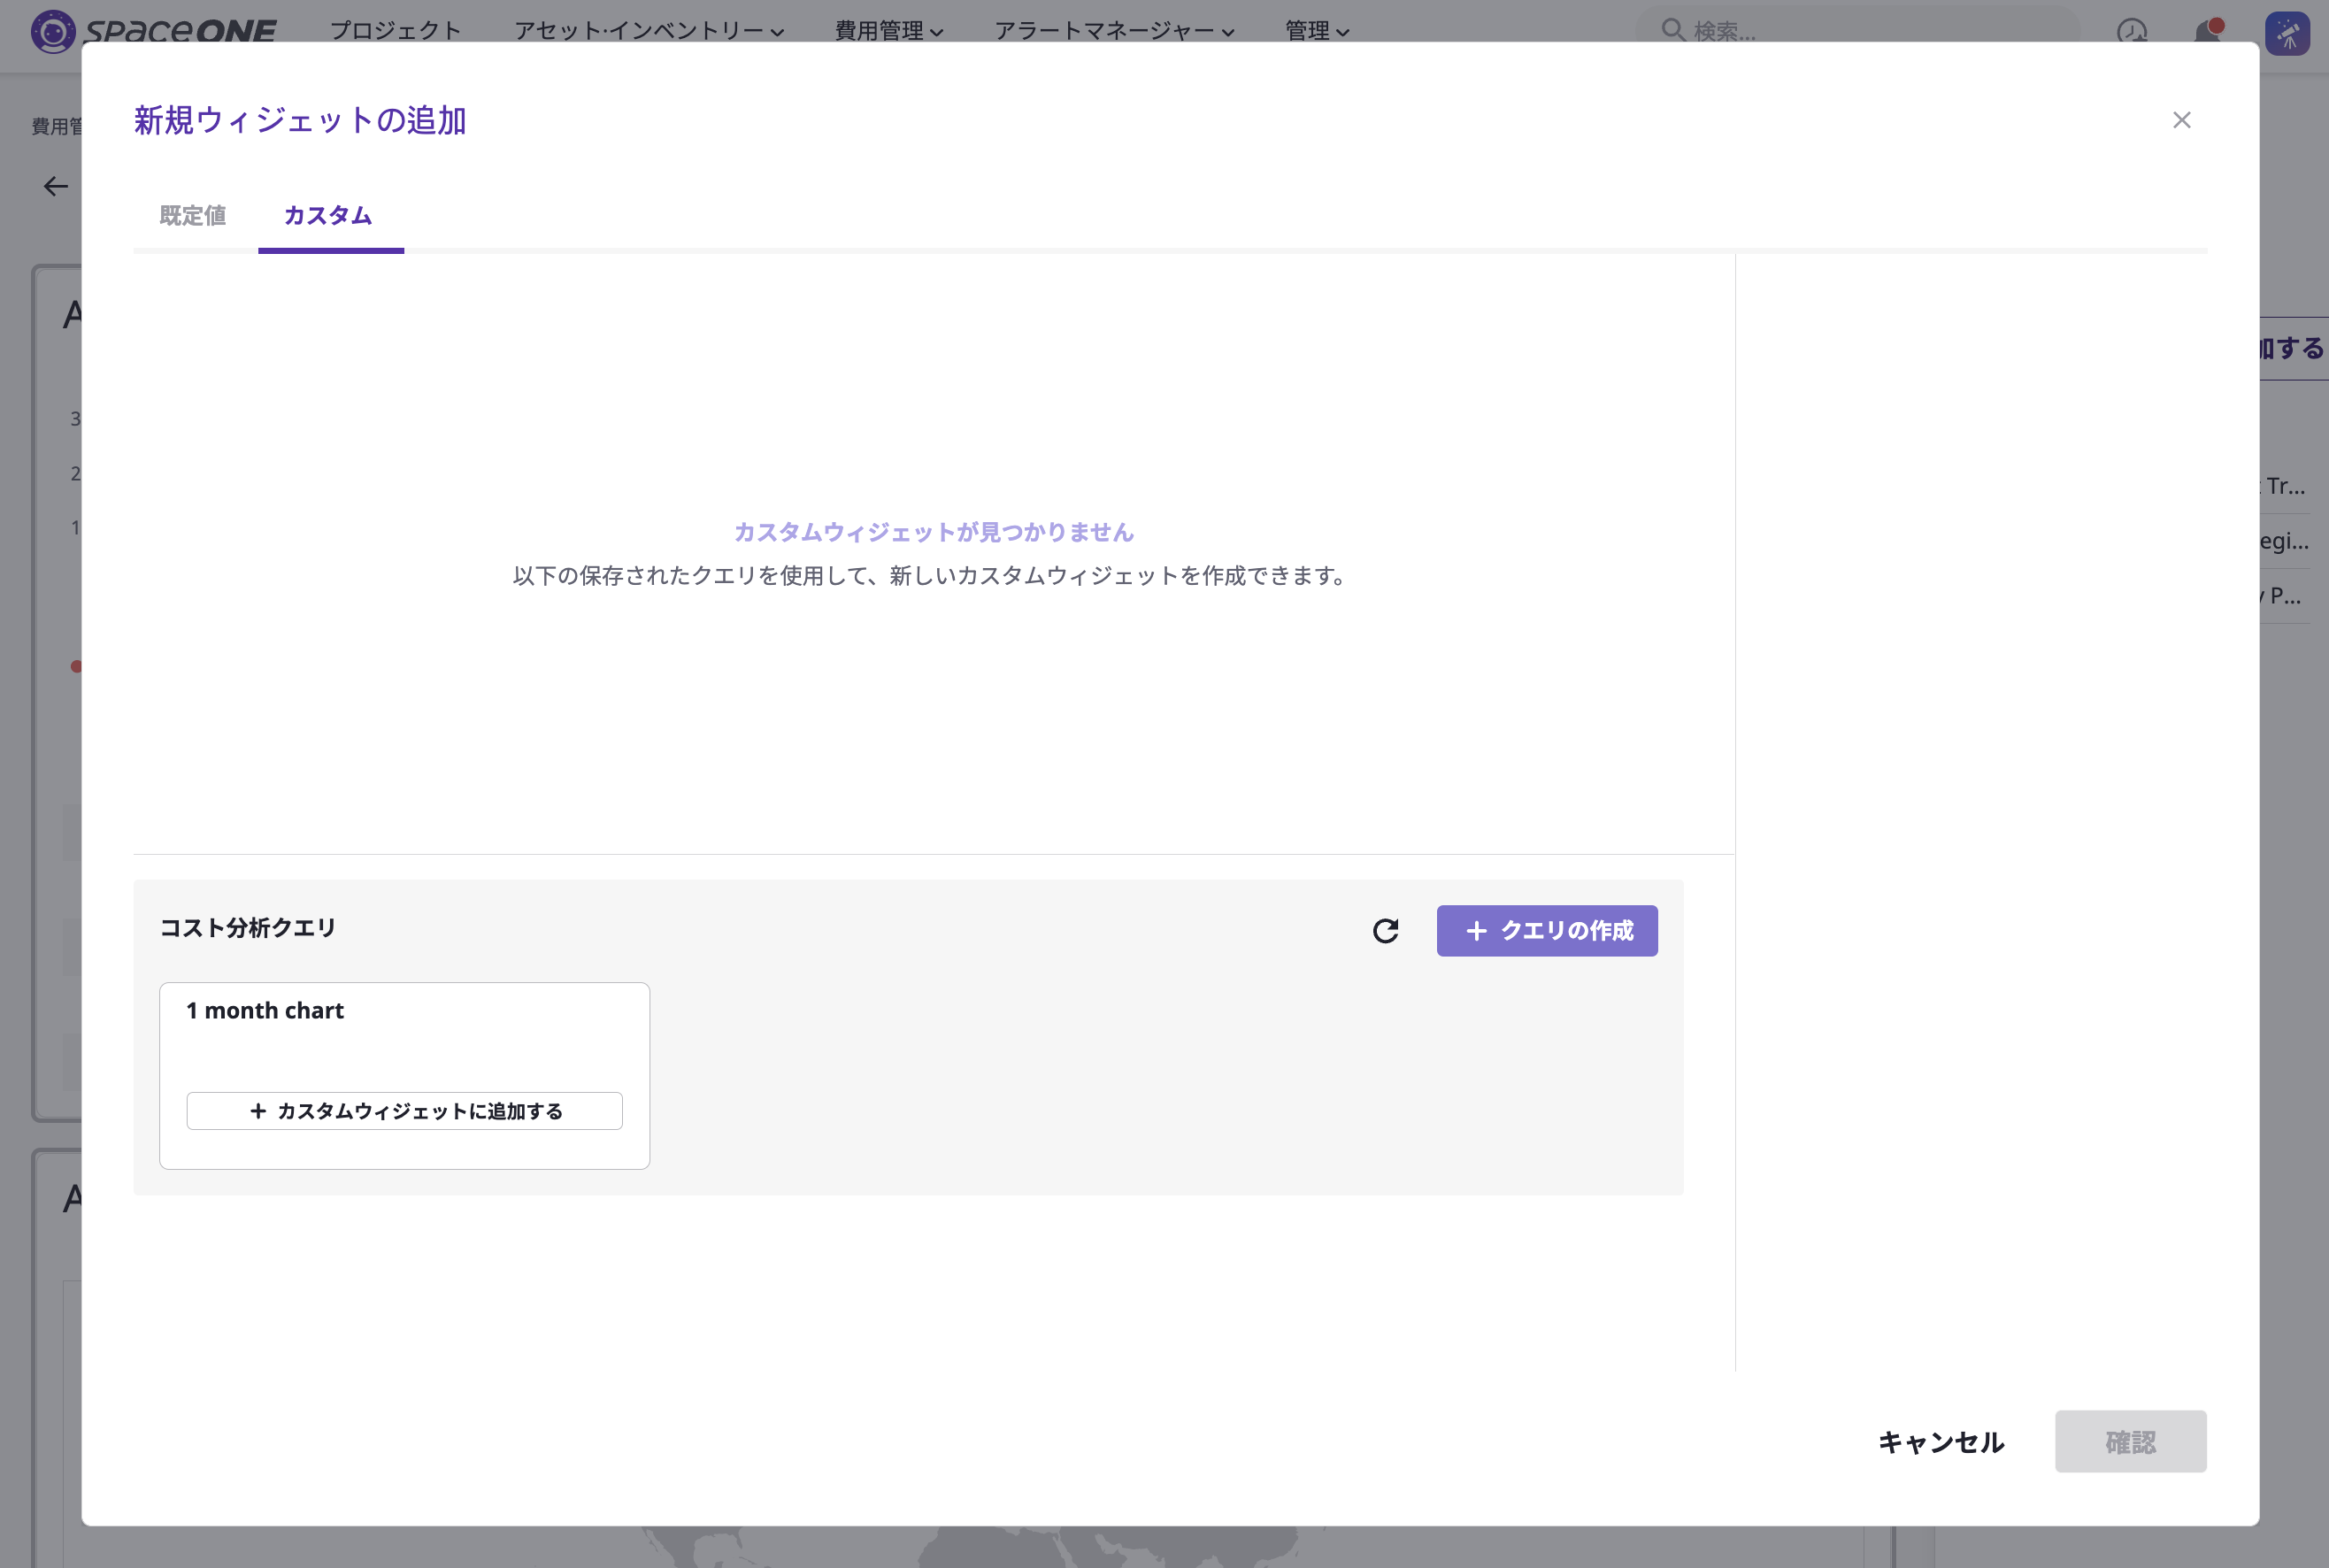 SPaceONE プロジェクト アセット·インベントリー 費用管理 アラートマネージャー 管理 検索...
費用管
新規ウィジェットの追加
既定値 カスタム
A
加する
3
2
Tr...
1
egi...
カスタムウィジェットが見つかりません
以下の保存されたクエリを使用して、新しいカスタムウィジェットを作成できます。
P...
コスト分析クエリ
+ クエリの作成
1 month chart
+ カスタムウィジェットに追加する
A
キャンセル 確認